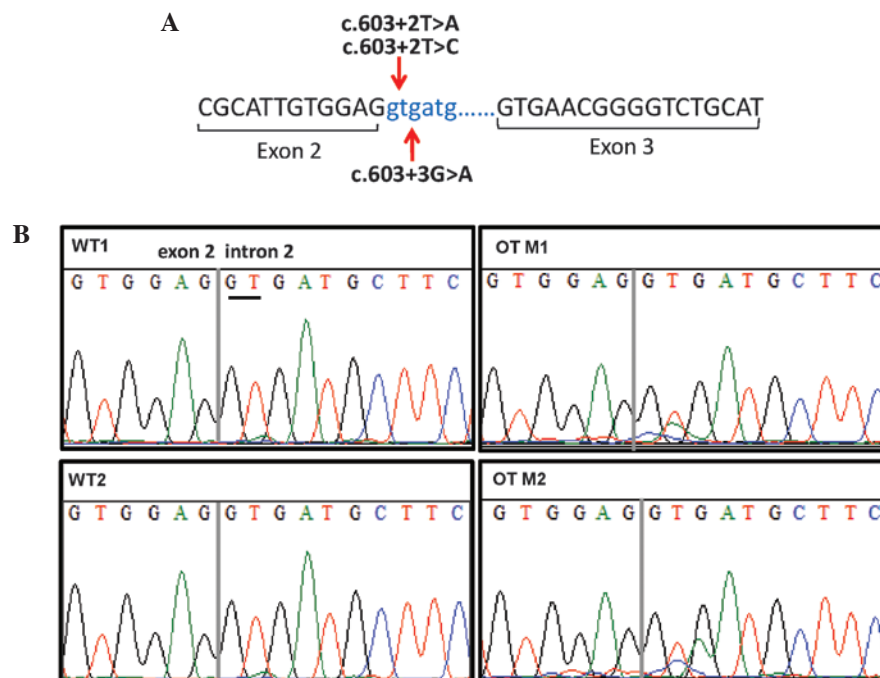 A
c.603+2T>A
c.603+2T>C
CGCATTGTGGAGgtgatg......GTGAACGGGGTCTGCAT
Exon 2
Exon 3
c.603+3G>A
B
WT1
exon 2 intron 2
G T G G A G G T G A T G C T T C
OT M1
G T G G A G G T G A T G C T T C
WT2
G T G G A G G T G A T G C T T C
OT M2
G T G G A G G T G A T G C T T C